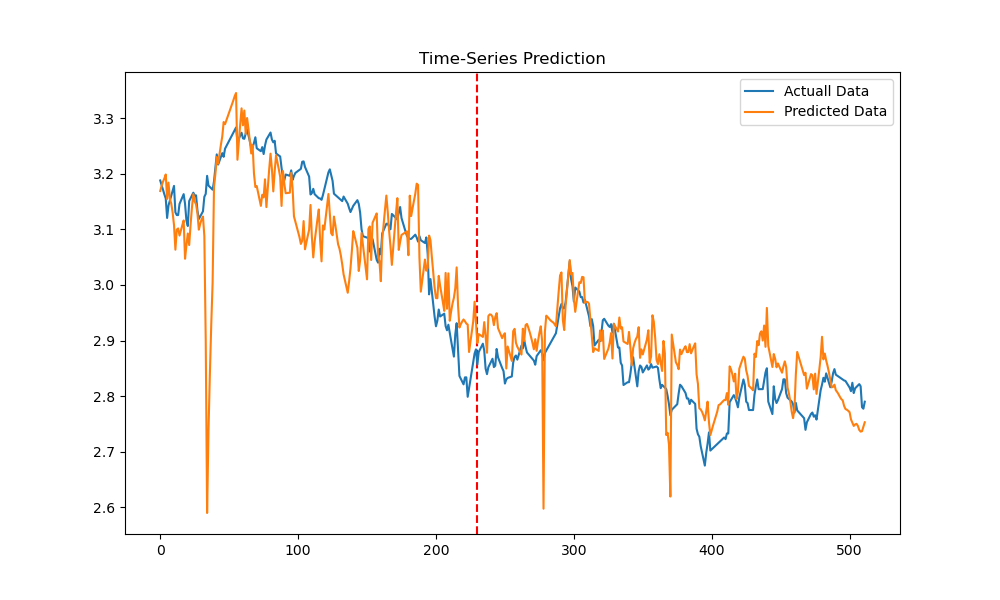 Time-Series Prediction
Actuall Data
Predicted Data
3.3
3.2
3.1
3.0
2.9
2.8
2.7
2.6
0 100 200 300 400 500